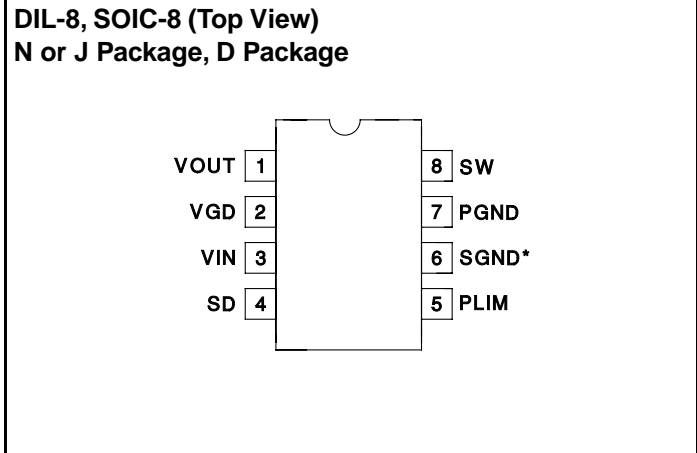 DIL-8, SOIC-8 (Top View)
N or J Package, D Package
VOUT 1 8 SW
VGD 2 7 PGND
VIN 3 6 SGND*
SD 4 5 PLIM